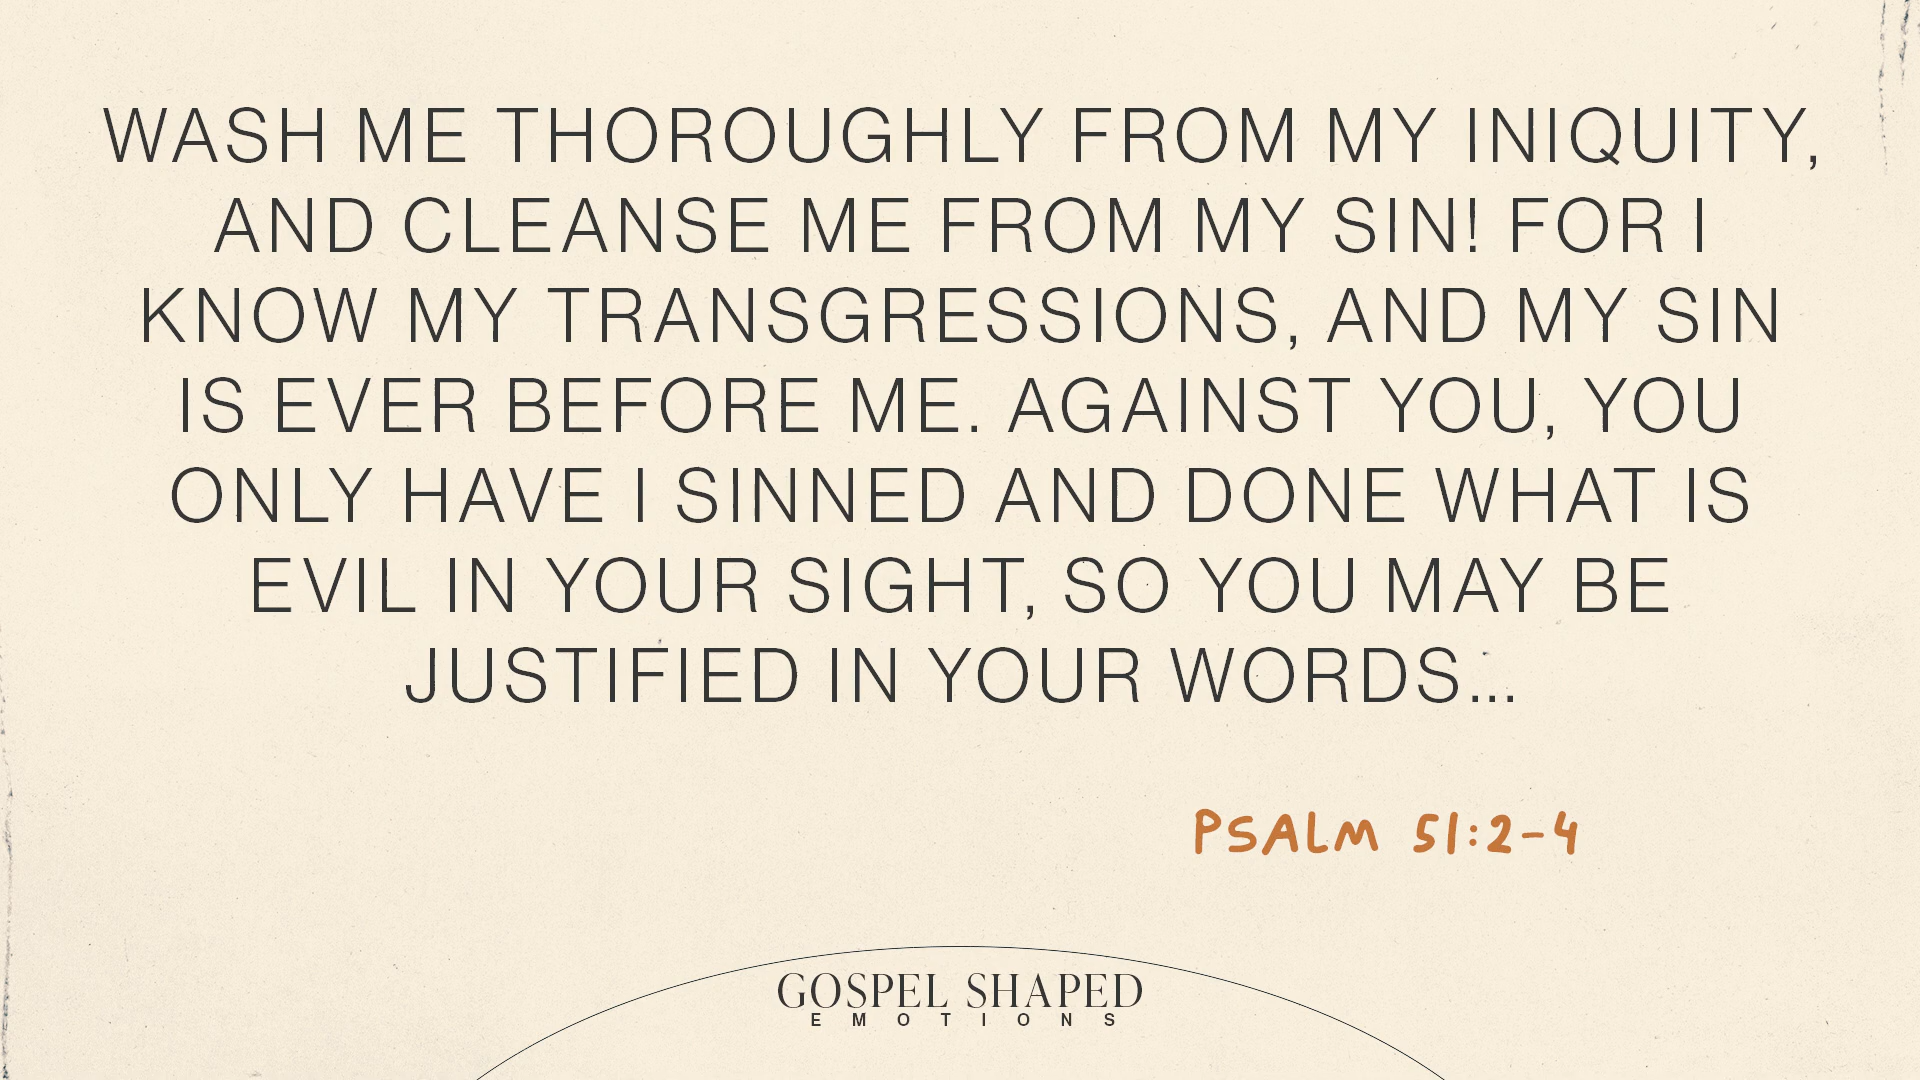 WASH ME THOROUGHLY FROM MY INIQUITY,
AND CLEANSE ME FROM MY SIN! FOR I
KNOW MY TRANSGRESSIONS, AND MY SIN
IS EVER BEFORE ME. AGAINST YOU, YOU
ONLY HAVE I SINNED AND DONE WHAT IS
EVIL IN YOUR SIGHT, SO YOU MAY BE
JUSTIFIED IN YOUR WORDS...
PSALM 51:2-4
GOSPEL SHAPED
EMOTIONS